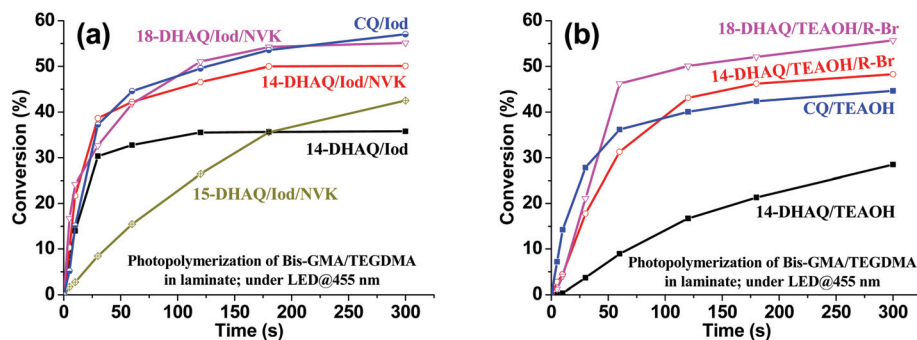 (a)
18-DHAQ/Iod/NVK
CQ/Iod
14-DHAQ/Iod/NVK
14-DHAQ/Iod
15-DHAQ/Iod/NVK
Photopolymerization of Bis-GMA/TEGDMA
in laminate; under LED@455 nm
Conversion (%)
60
50
40
30
20
10
0
0 50 100 150 200 250 300
Time (s)
(b)
18-DHAQ/TEAOH/R-Br
14-DHAQ/TEAOH/R-Br
CQ/TEAOH
14-DHAQ/TEAOH
Photopolymerization of Bis-GMA/TEGDMA
in laminate; under LED@455 nm
Conversion (%)
60
50
40
30
20
10
0
0 50 100 150 200 250 300
Time (s)